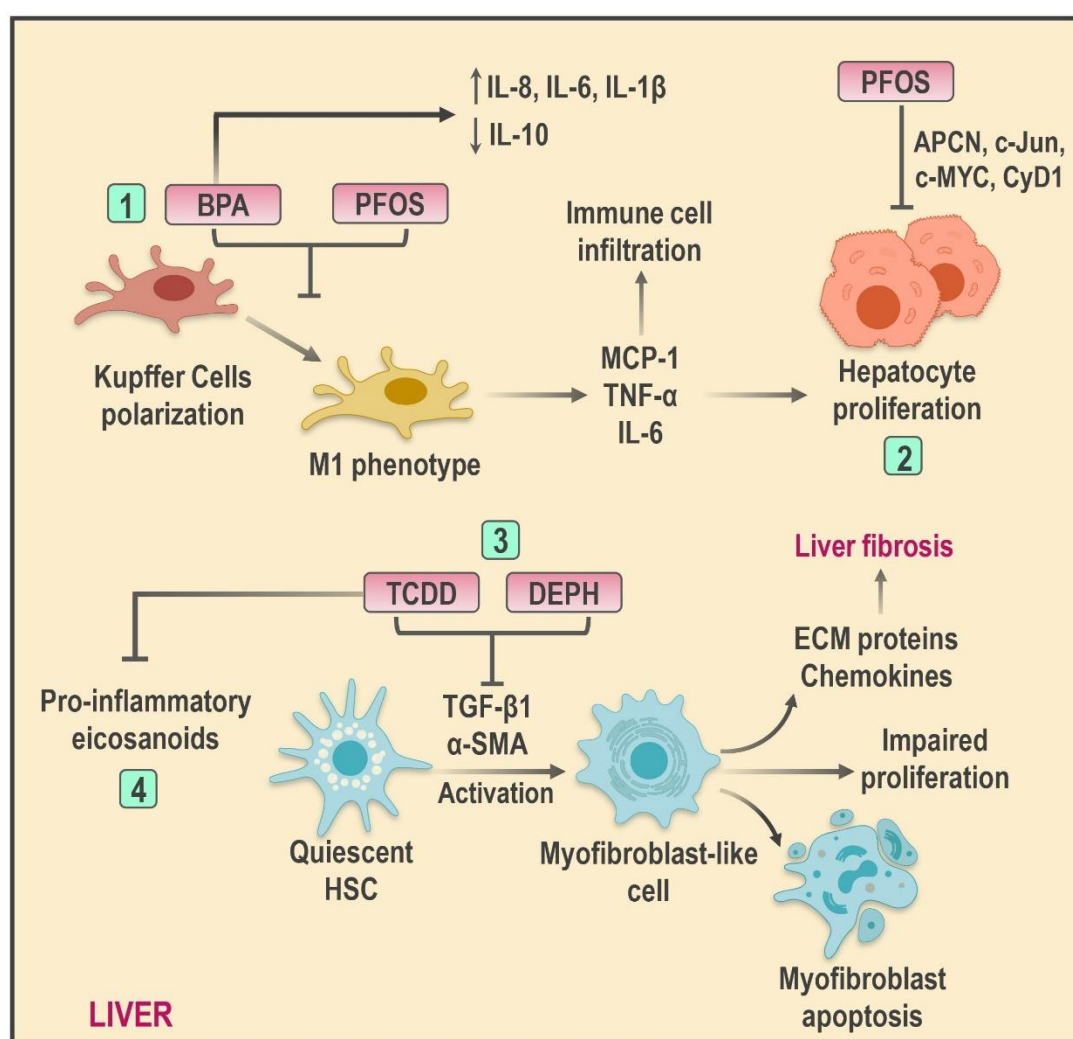 ↑ IL-8, IL-6, IL-1β
↓ IL-10
PFOS
APCN, c-Jun,
c-MYC, CyD1
1
BPA
PFOS
Immune cell
infiltration
Kupffer Cells
polarization
M1 phenotype
MCP-1
TNF-α
IL-6
Hepatocyte
proliferation
2
3
TCDD
DEPH
Liver fibrosis
ECM proteins
Chemokines
Pro-inflammatory
eicosanoids
4
TGF-β1
α-SMA
Activation
Quiescent
HSC
Myofibroblast-like
cell
Impaired
proliferation
Myofibroblast
apoptosis
LIVER